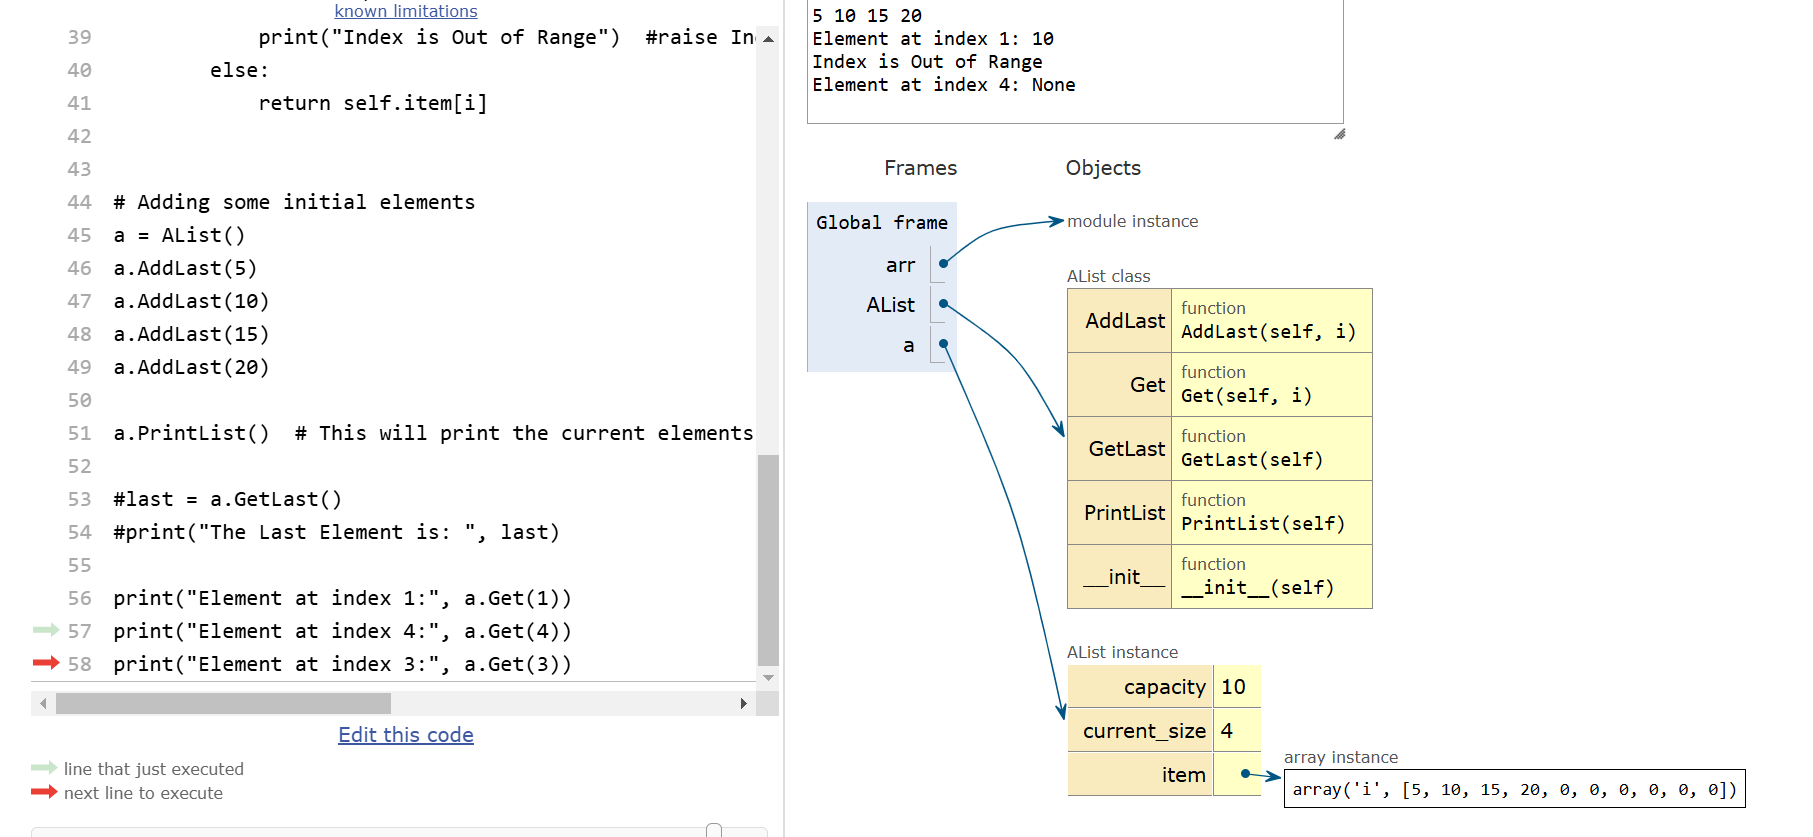 known limitations
39 print("Index is Out of Range")  #raise In
40 else:
41 return self.item[i]
42
43
44 # Adding some initial elements
45 a = AList()
46 a.AddLast(5)
47 a.AddLast(10)
48 a.AddLast(15)
49 a.AddLast(20)
50
51 a.PrintList()  # This will print the current elements
52
53 #last = a.GetLast()
54 #print("The Last Element is: ", last)
55
56 print("Element at index 1:", a.Get(1))
57 print("Element at index 4:", a.Get(4))
58 print("Element at index 3:", a.Get(3))
Edit this code
line that just executed
next line to execute
5 10 15 20
Element at index 1: 10
Index is Out of Range
Element at index 4: None
Frames
Objects
Global frame
arr
AList
a
module instance
AList class
AddLast
function
AddLast(self, i)
Get
function
Get(self, i)
GetLast
function
GetLast(self)
PrintList
function
PrintList(self)
__init__
function
__init__(self)
AList instance
capacity 10
current_size 4
item
array instance
array('i', [5, 10, 15, 20, 0, 0, 0, 0, 0, 0])